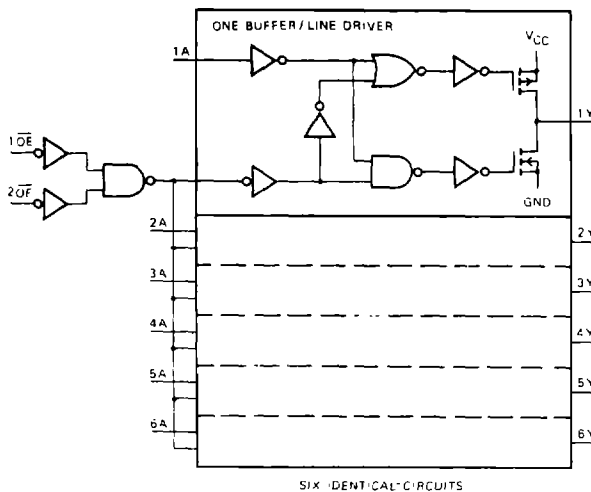 ONE BUFFER/LINE DRIVER
1A
VCC
1Y
1OE
2OE
GND
2A
2Y
3A
3Y
4A
4Y
5A
5Y
6A
6Y
SIX IDENTICAL CIRCUITS